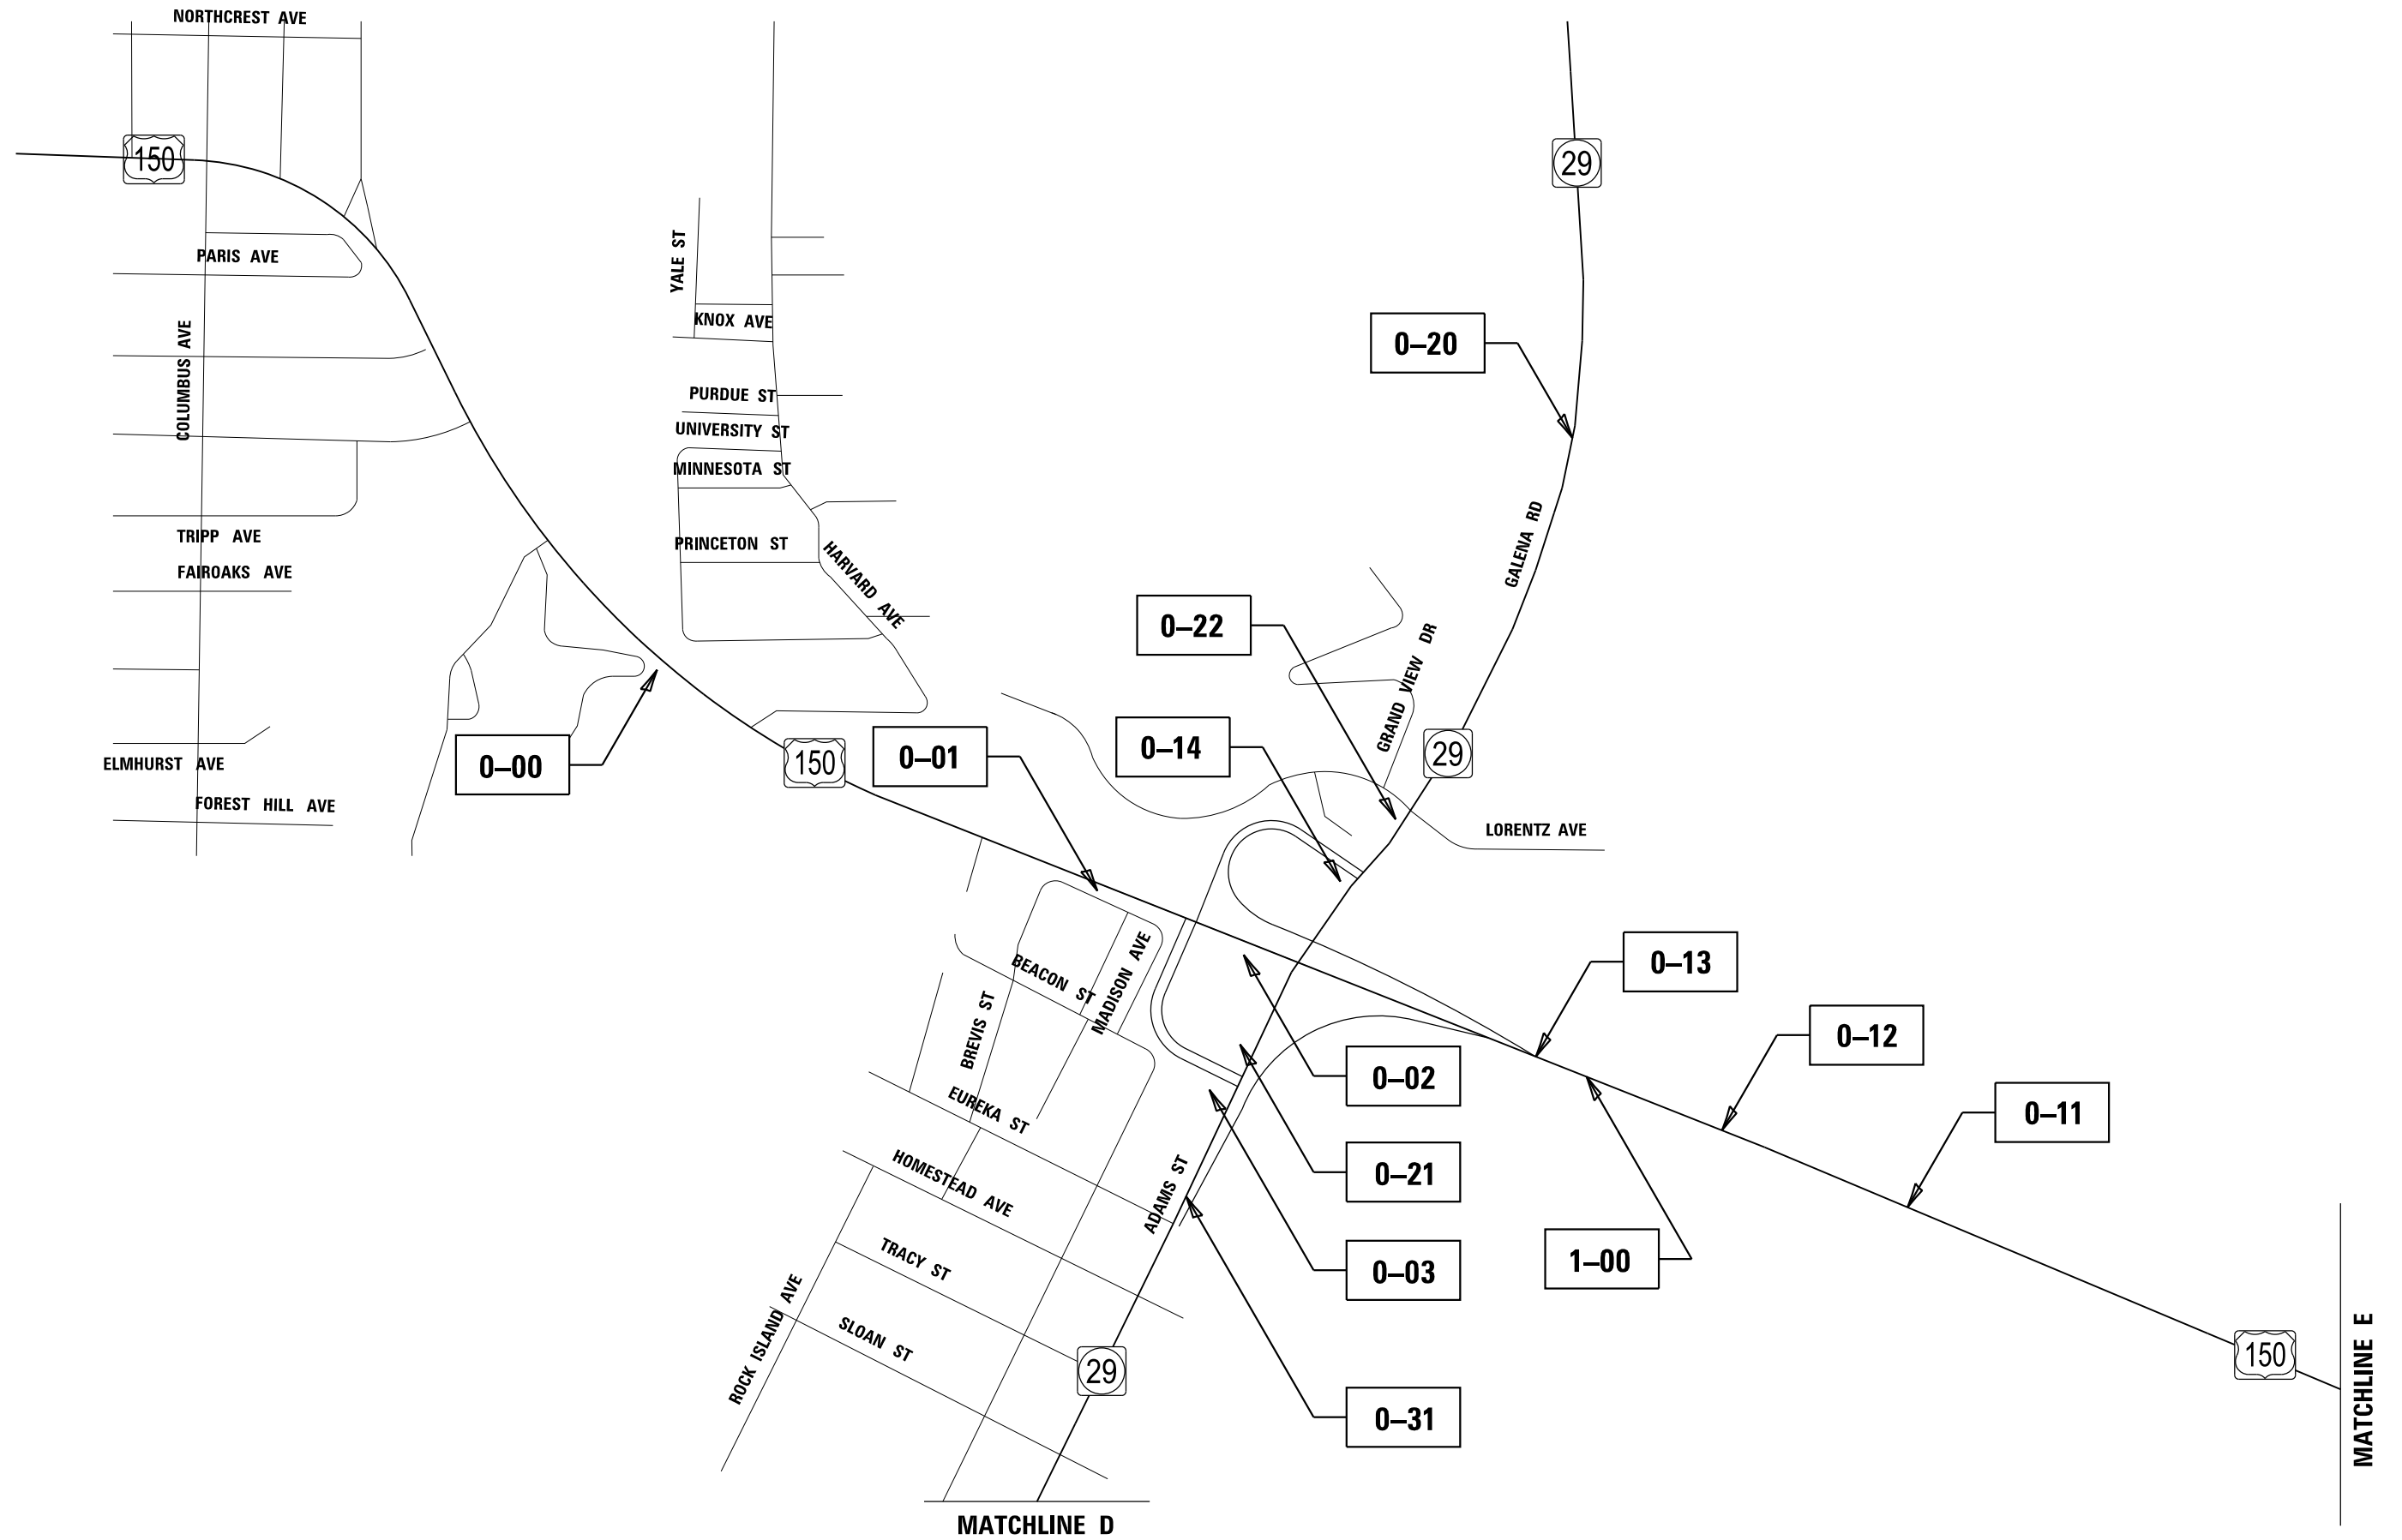 NORTHCREST AVE
150
29
PARIS AVE
YALE ST
KNOX AVE
COLUMBUS AVE
0–20
PURDUE ST
UNIVERSITY ST
MINNESOTA ST
TRIPP AVE
PRINCETON ST
HARVARD AVE
GALENA RD
FAIROAKS AVE
0–22
GRAND VIEW DR
ELMHURST AVE
0–00
150
0–01
0–14
29
FOREST HILL AVE
LORENTZ AVE
BEACON ST
MADISON AVE
0–13
BREVIS ST
0–12
EUREKA ST
0–02
0–11
HOMESTEAD AVE
ADAMS ST
0–21
TRACY ST
0–03
1–00
ROCK ISLAND AVE
SLOAN ST
29
0–31
150
MATCHLINE E
MATCHLINE D